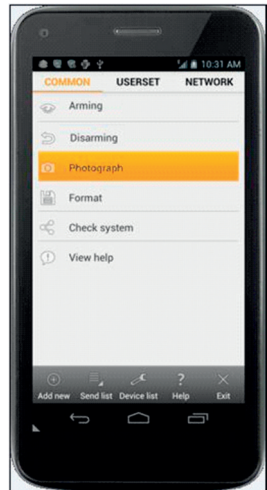 10:31 AM
COMMON USERSET NETWORK
Arming
Disarming
Photograph
Format
Check system
View help
Add new Send list Device list Help Exit